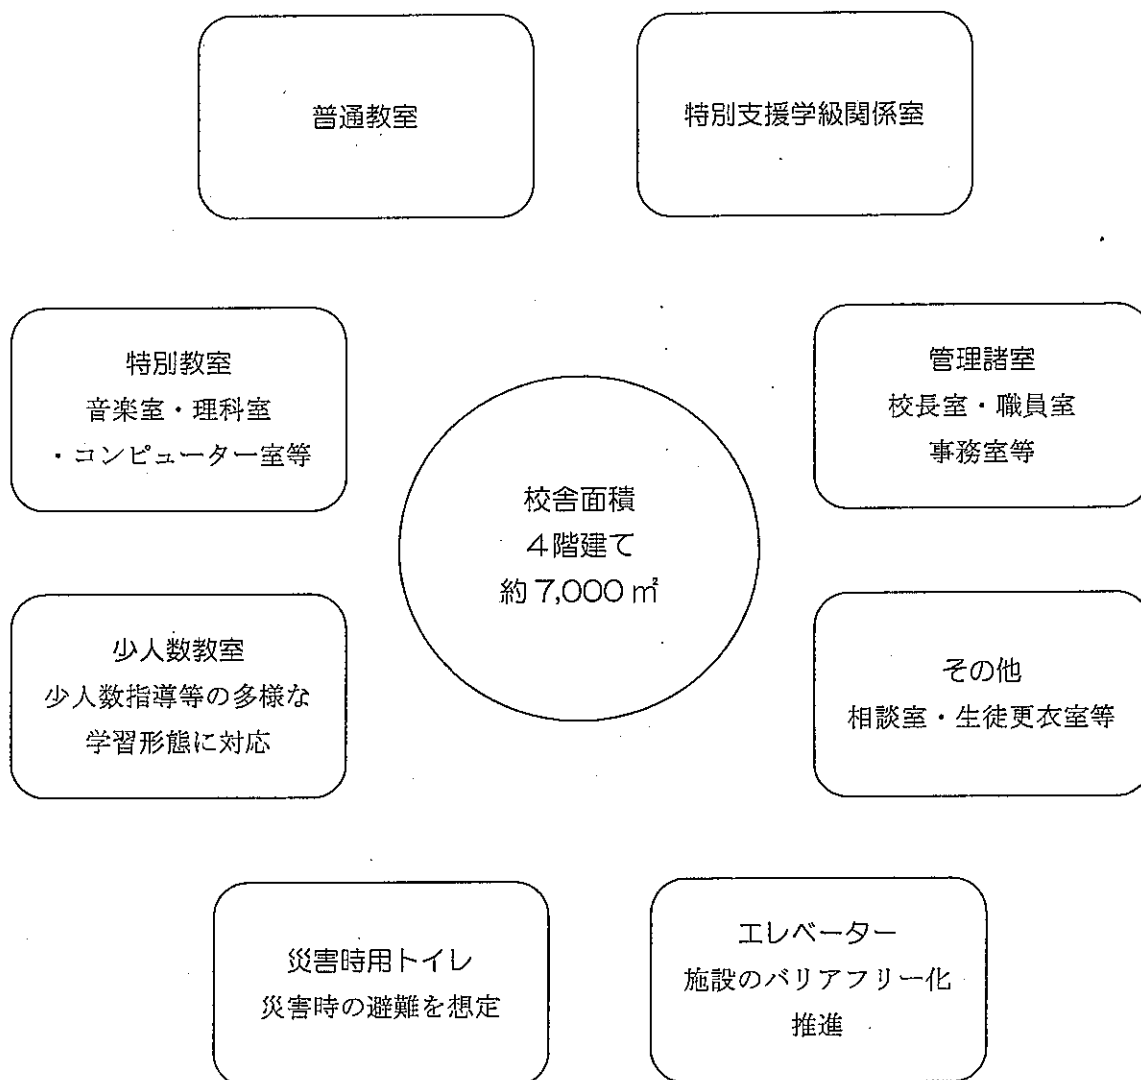 普通教室
特別支援学級関係室
特別教室
音楽室・理科室
・コンピューター室等
管理諸室
校長室・職員室
事務室等
校舎面積
4階建て
約7,000㎡
少人数教室
少人数指導等の多様な
学習形態に対応
その他
相談室・生徒更衣室等
災害時用トイレ
災害時の避難を想定
エレベーター
施設のバリアフリー化
推進